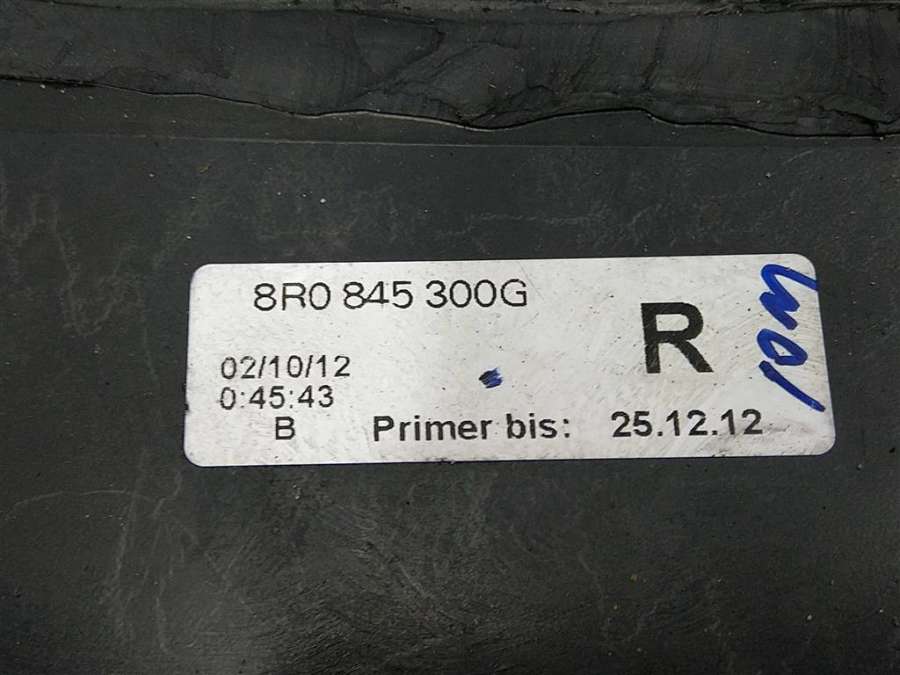 8R0 845 300G
R
02/10/12
0:45:43
B
Primer bis: 25.12.12